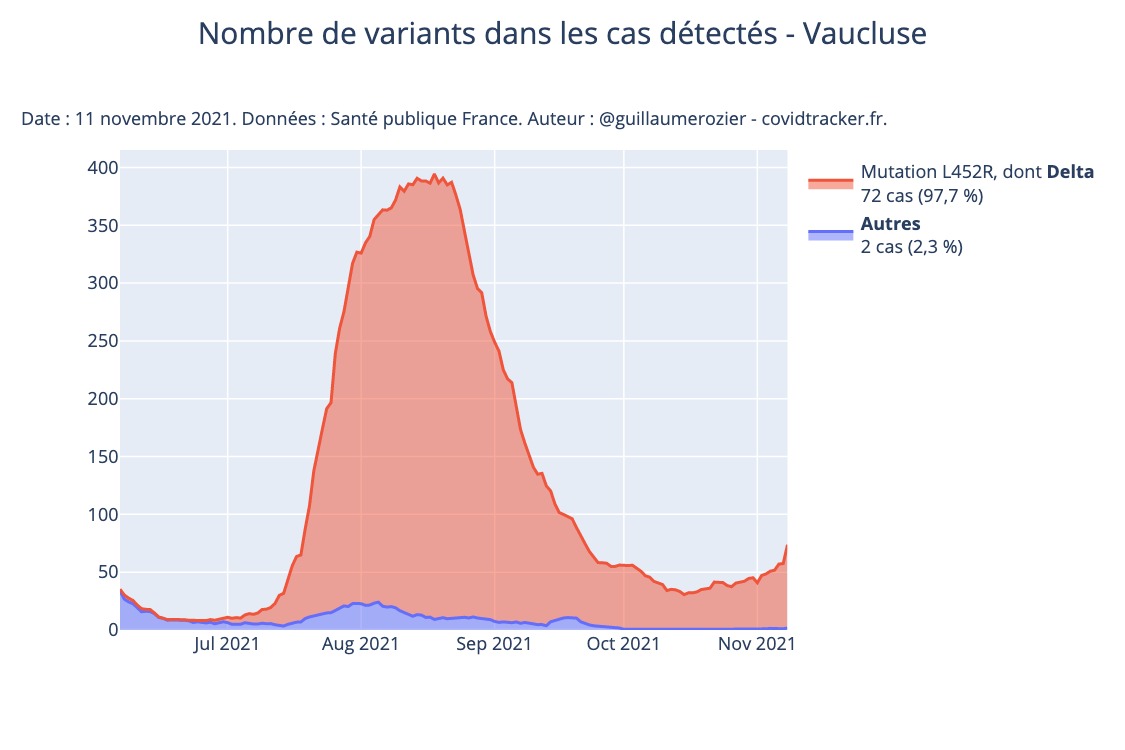 Nombre de variants dans les cas détectés - Vaucluse
Date : 11 novembre 2021. Données : Santé publique France. Auteur : @guillaumerozier - covidtracker.fr.
Mutation L452R, dont Delta
72 cas (97,7 %)
Autres
2 cas (2,3 %)
400
350
300
250
200
150
100
50
0
Jul 2021
Aug 2021
Sep 2021
Oct 2021
Nov 2021